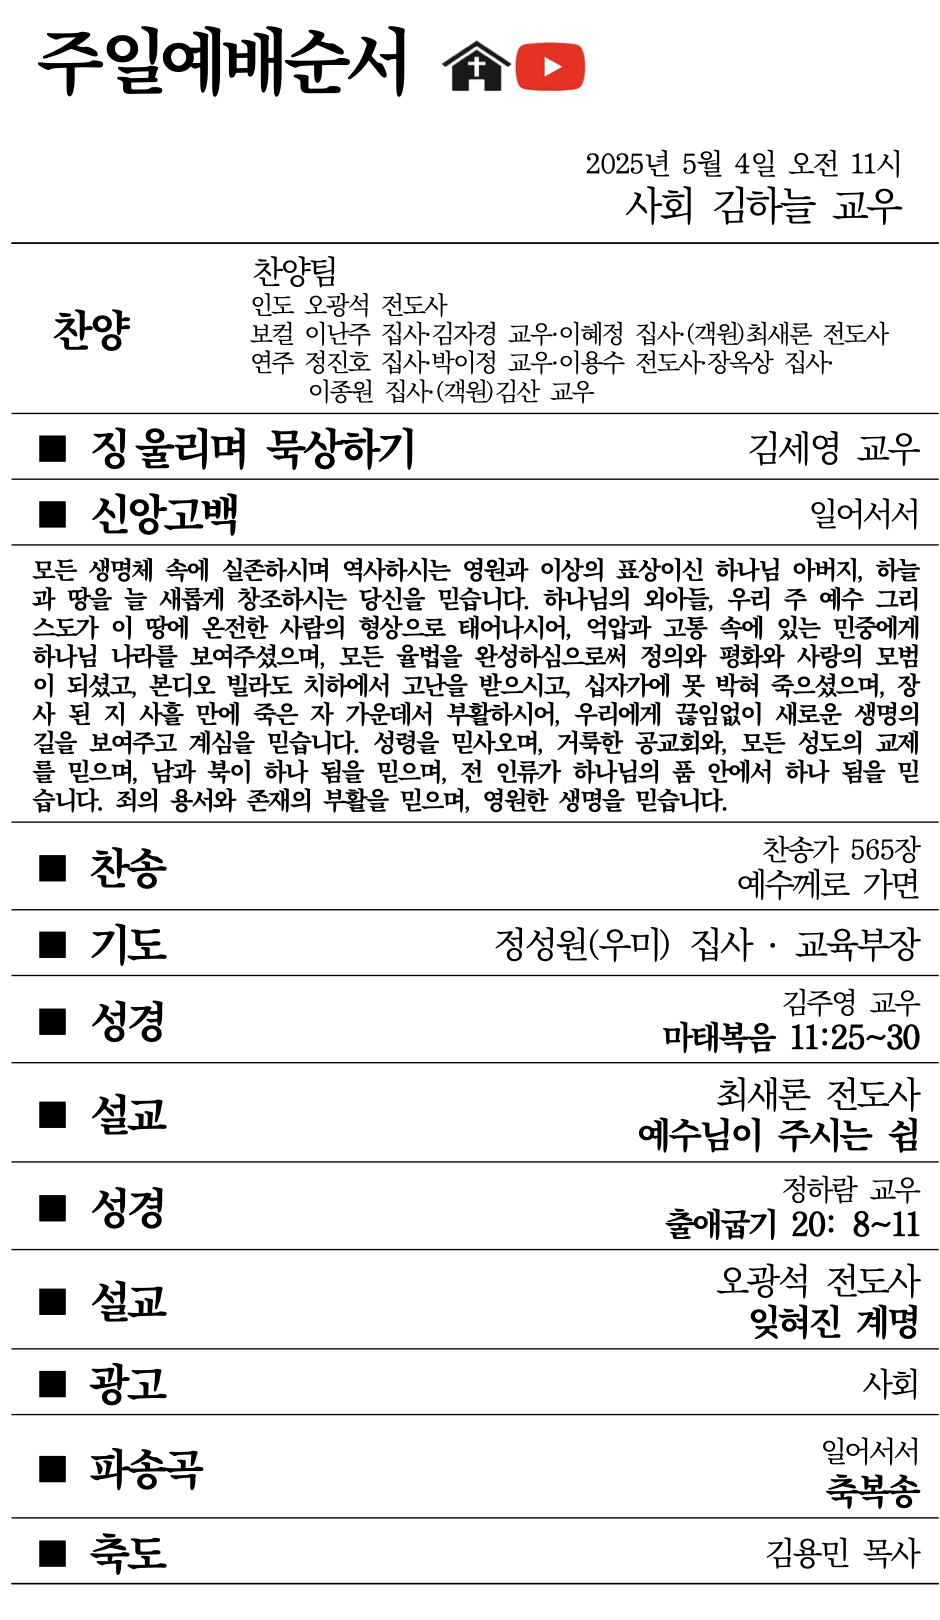 주일예배순서
2025년 5월 4일 오전 11시
사회 김하늘 교우
찬양
찬양팀
인도 오광석 전도사
보컬 이난주 집사·김자경 교우·이혜정 집사·(객원)최새론 전도사
연주 정진호 집사·박이정 교우·이용수 전도사·장옥상 집사·
이종원 집사·(객원)김산 교우
■ 징 울리며 묵상하기 김세영 교우
■ 신앙고백 일어서서
모든 생명체 속에 실존하시며 역사하시는 영원과 이상의 표상이신 하나님 아버지, 하늘
과 땅을 늘 새롭게 창조하시는 당신을 믿습니다. 하나님의 외아들, 우리 주 예수 그리
스도가 이 땅에 온전한 사람의 형상으로 태어나시어, 억압과 고통 속에 있는 민중에게
하나님 나라를 보여주셨으며, 모든 율법을 완성하심으로써 정의와 평화와 사랑의 모범
이 되셨고, 본디오 빌라도 치하에서 고난을 받으시고, 십자가에 못 박혀 죽으셨으며, 장
사 된 지 사흘 만에 죽은 자 가운데서 부활하시어, 우리에게 끊임없이 새로운 생명의
길을 보여주고 계심을 믿습니다. 성령을 믿사오며, 거룩한 공교회와, 모든 성도의 교제
를 믿으며, 남과 북이 하나 됨을 믿으며, 전 인류가 하나님의 품 안에서 하나 됨을 믿
습니다. 죄의 용서와 존재의 부활을 믿으며, 영원한 생명을 믿습니다.
■ 찬송
찬송가 565장
예수께로 가면
■ 기도 정성원(우미) 집사 · 교육부장
■ 성경
김주영 교우
마태복음 11:25~30
■ 설교
최새론 전도사
예수님이 주시는 쉼
■ 성경
정하람 교우
출애굽기 20: 8~11
■ 설교
오광석 전도사
잊혀진 계명
■ 광고 사회
■ 파송곡
일어서서
축복송
■ 축도 김용민 목사